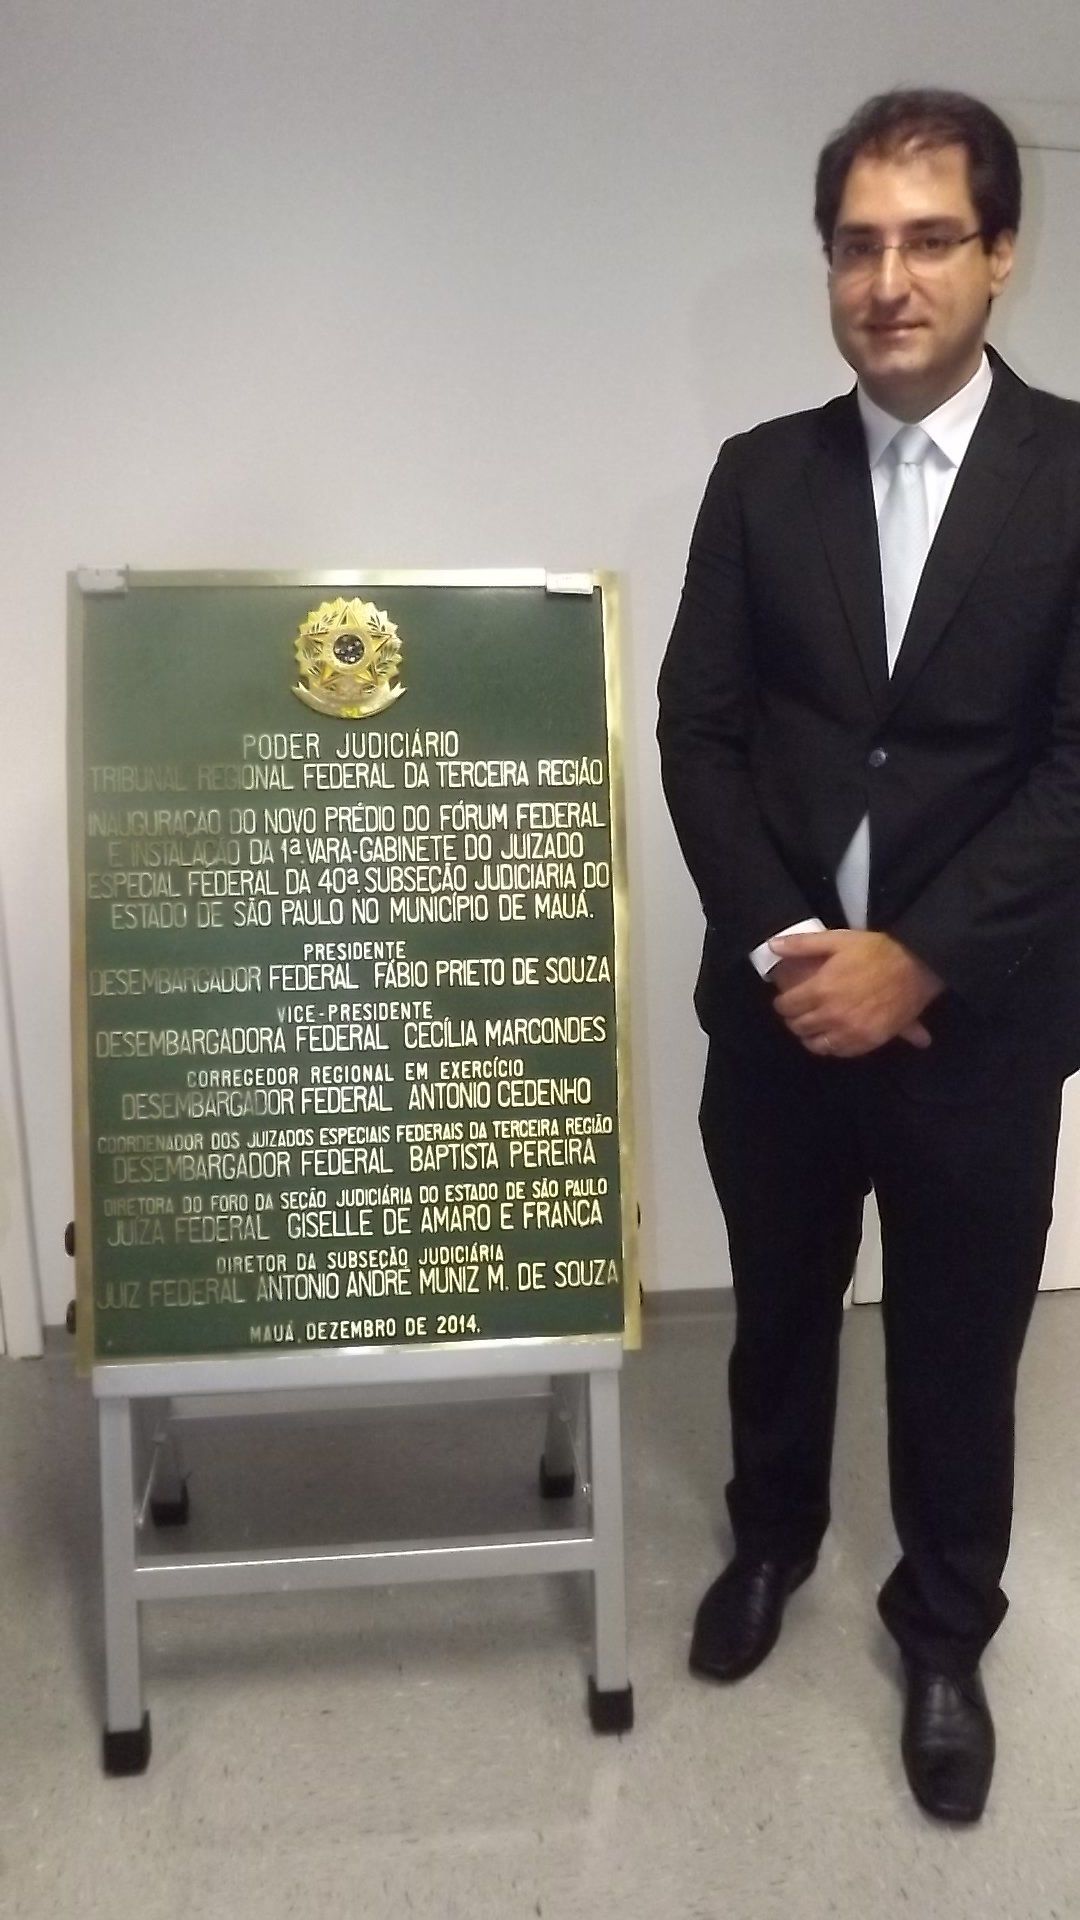 PODER JUDICIÁRIO
TRIBUNAL REGIONAL FEDERAL DA TERCEIRA REGIÃO
INAUGURAÇÃO DO NOVO PRÉDIO DO FÓRUM FEDERAL
E INSTALAÇÃO DA 1ª VARA-GABINETE DO JUIZADO
ESPECIAL FEDERAL DA 40ª SUBSEÇÃO JUDICIARIA DO
ESTADO DE SÃO PAULO NO MUNICÍPIO DE MAUÁ.
PRESIDENTE
DESEMBARGADOR FEDERAL FÁBIO PRIETO DE SOUZA
VICE-PRESIDENTE
DESEMBARGADORA FEDERAL CECÍLIA MARCONDES
CORREGEDOR REGIONAL EM EXERCÍCIO
DESEMBARGADOR FEDERAL ANTONIO CEDENHO
COORDENADOR DOS JUIZADOS ESPECIAIS FEDERAIS DA TERCEIRA REGIÃO
DESEMBARGADOR FEDERAL BAPTISTA PEREIRA
DIRETORA DO FORO DA SEÇÃO JUDICIÁRIA DO ESTADO DE SÃO PAULO
JUÍZA FEDERAL GISELLE DE AMARO E FRANÇA
DIRETOR DA SUBSEÇÃO JUDICIÁRIA
JUIZ FEDERAL ANTONIO ANDRÉ MUNIZ M. DE SOUZA
MAUÁ, DEZEMBRO DE 2014.